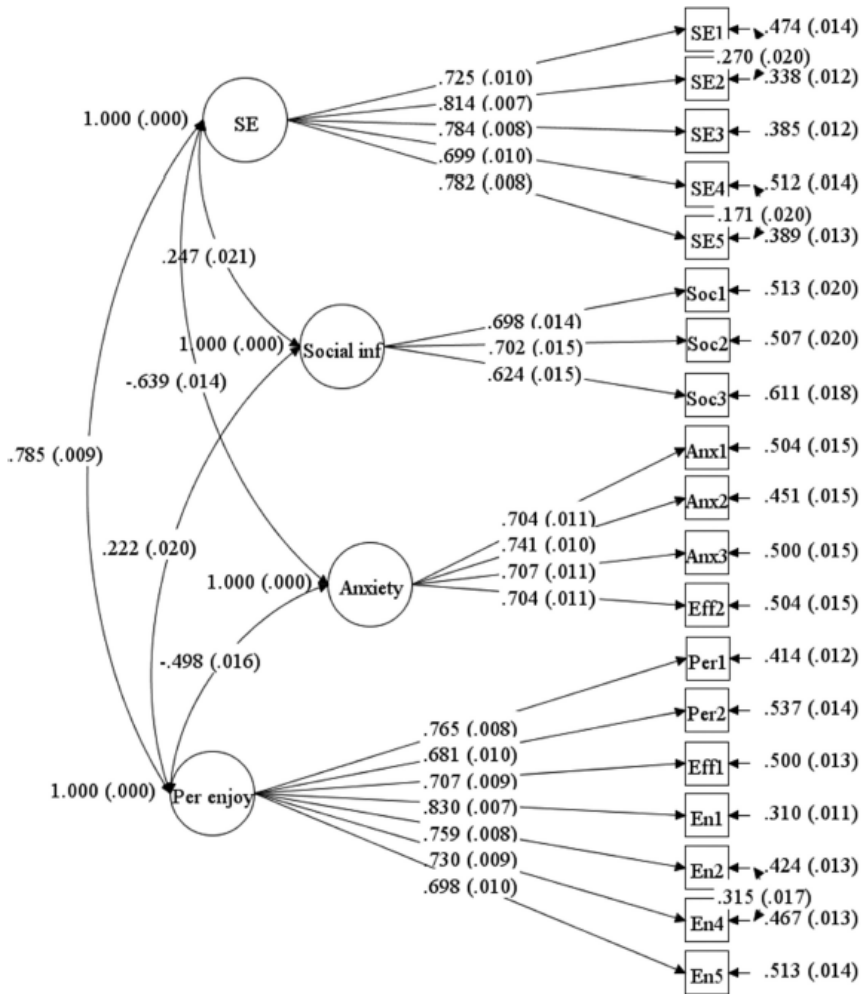 SE1 .474 (.014)
.270 (.020)
.725 (.010)
SE2 .338 (.012)
.814 (.007)
1.000 (.000) SE
.784 (.008)
SE3 .385 (.012)
.699 (.010)
SE4 .512 (.014)
.782 (.008)
.171 (.020)
SE5 .389 (.013)
.247 (.021)
Soc1 .513 (.020)
.698 (.014)
1.000 (.000) Social inf
.702 (.015)
Soc2 .507 (.020)
.624 (.015)
-.639 (.014)
Soc3 .611 (.018)
Anx1 .504 (.015)
.785 (.009)
Anx2 .451 (.015)
.704 (.011)
.741 (.010)
.222 (.020)
Anx3 .500 (.015)
.707 (.011)
1.000 (.000) Anxiety
.704 (.011)
Eff2 .504 (.015)
-.498 (.016)
Per1 .414 (.012)
Per2 .537 (.014)
.765 (.008)
.681 (.010)
Eff1 .500 (.013)
.707 (.009)
1.000 (.000) Per enjoy
.830 (.007)
En1 .310 (.011)
.759 (.008)
.730 (.009)
En2 .424 (.013)
.698 (.010)
.315 (.017)
En4 .467 (.013)
En5 .513 (.014)